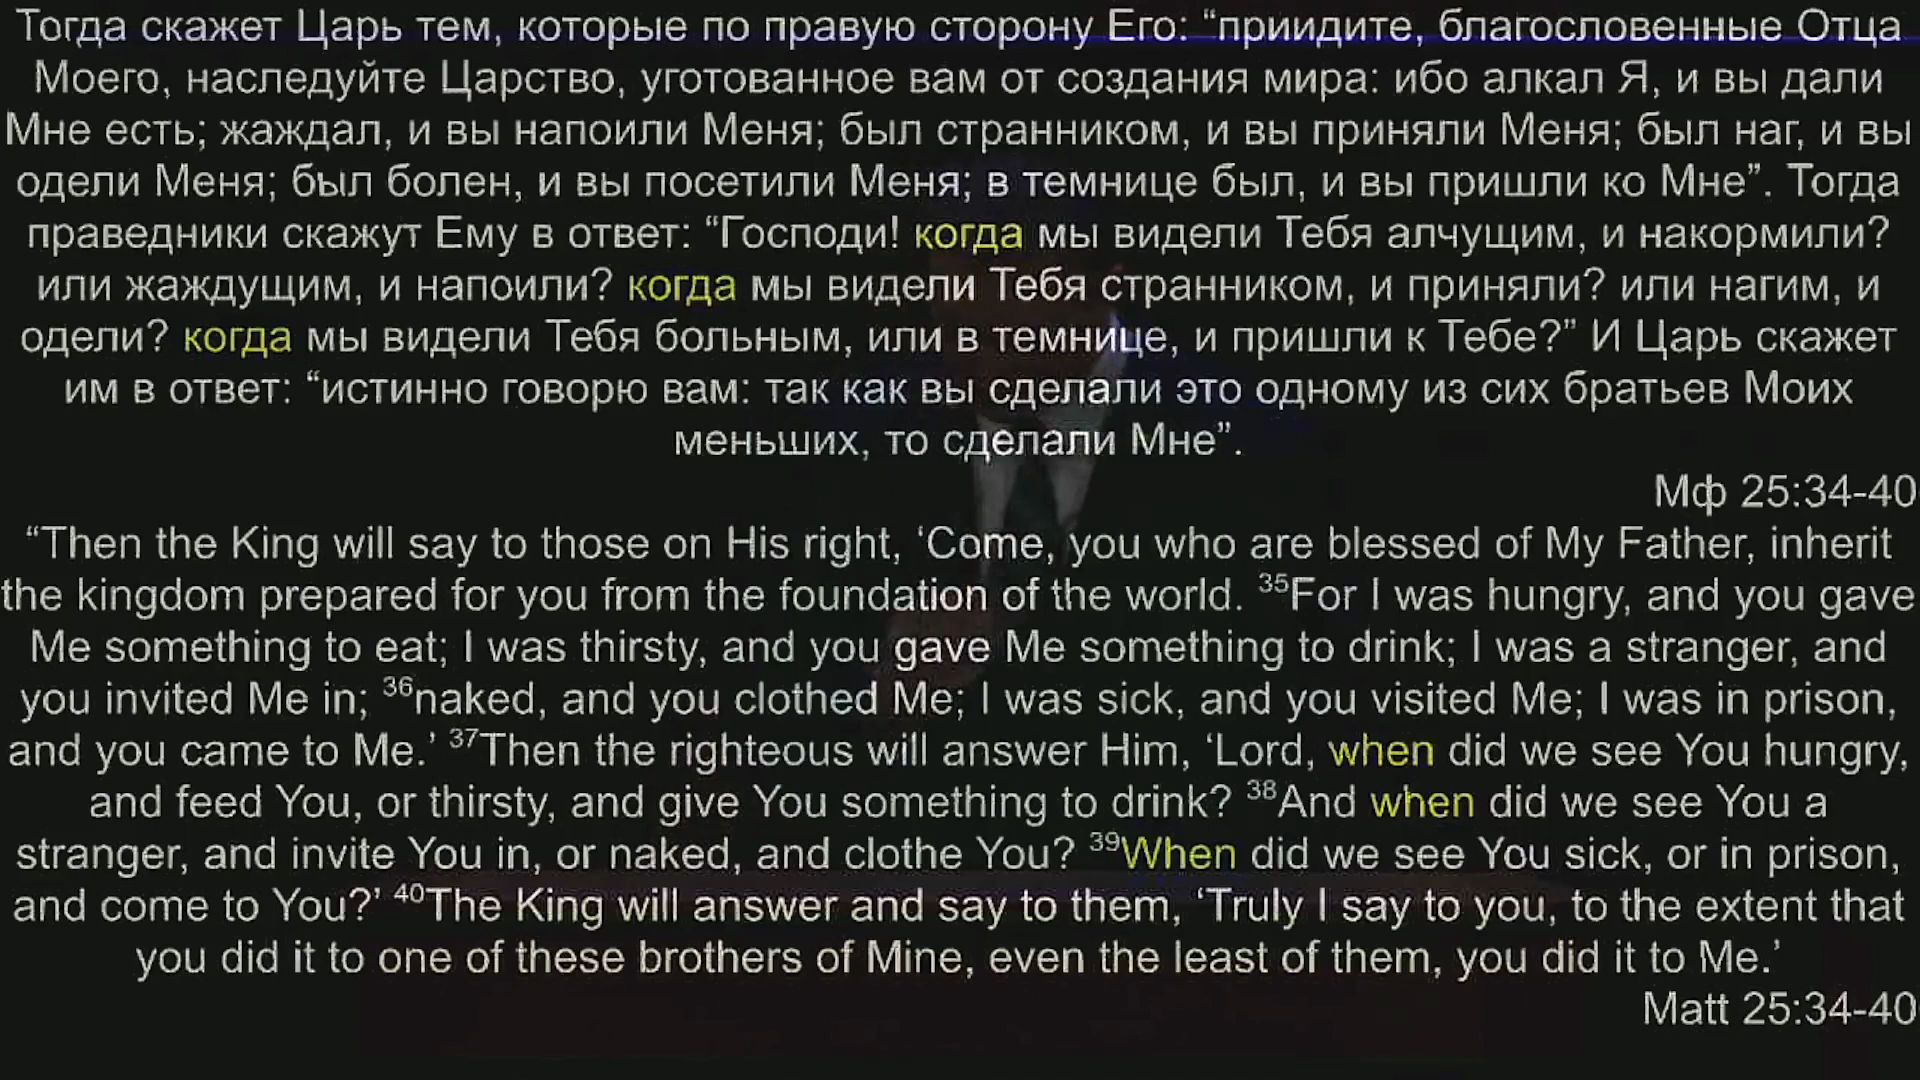 Тогда скажет Царь тем, которые по правую сторону Его: “приидите, благословенные Отца
Моего, наследуйте Царство, уготованное вам от создания мира: ибо алкал Я, и вы дали
Мне есть; жаждал, и вы напоили Меня; был странником, и вы приняли Меня; был наг, и вы
одели Меня; был болен, и вы посетили Меня; в темнице был, и вы пришли ко Мне”. Тогда
праведники скажут Ему в ответ: “Господи! когда мы видели Тебя алчущим, и накормили?
или жаждущим, и напоили? когда мы видели Тебя странником, и приняли? или нагим, и
одели? когда мы видели Тебя больным, или в темнице, и пришли к Тебе?” И Царь скажет
им в ответ: “истинно говорю вам: так как вы сделали это одному из сих братьев Моих
меньших, то сделали Мне”.
Мф 25:34-40
“Then the King will say to those on His right, ‘Come, you who are blessed of My Father, inherit
the kingdom prepared for you from the foundation of the world. ³⁵For I was hungry, and you gave
Me something to eat; I was thirsty, and you gave Me something to drink; I was a stranger, and
you invited Me in; ³⁶naked, and you clothed Me; I was sick, and you visited Me; I was in prison,
and you came to Me.’ ³⁷Then the righteous will answer Him, ‘Lord, when did we see You hungry,
and feed You, or thirsty, and give You something to drink? ³⁸And when did we see You a
stranger, and invite You in, or naked, and clothe You? ³⁹When did we see You sick, or in prison,
and come to You?’ ⁴⁰The King will answer and say to them, ‘Truly I say to you, to the extent that
you did it to one of these brothers of Mine, even the least of them, you did it to Me.’
Matt 25:34-40